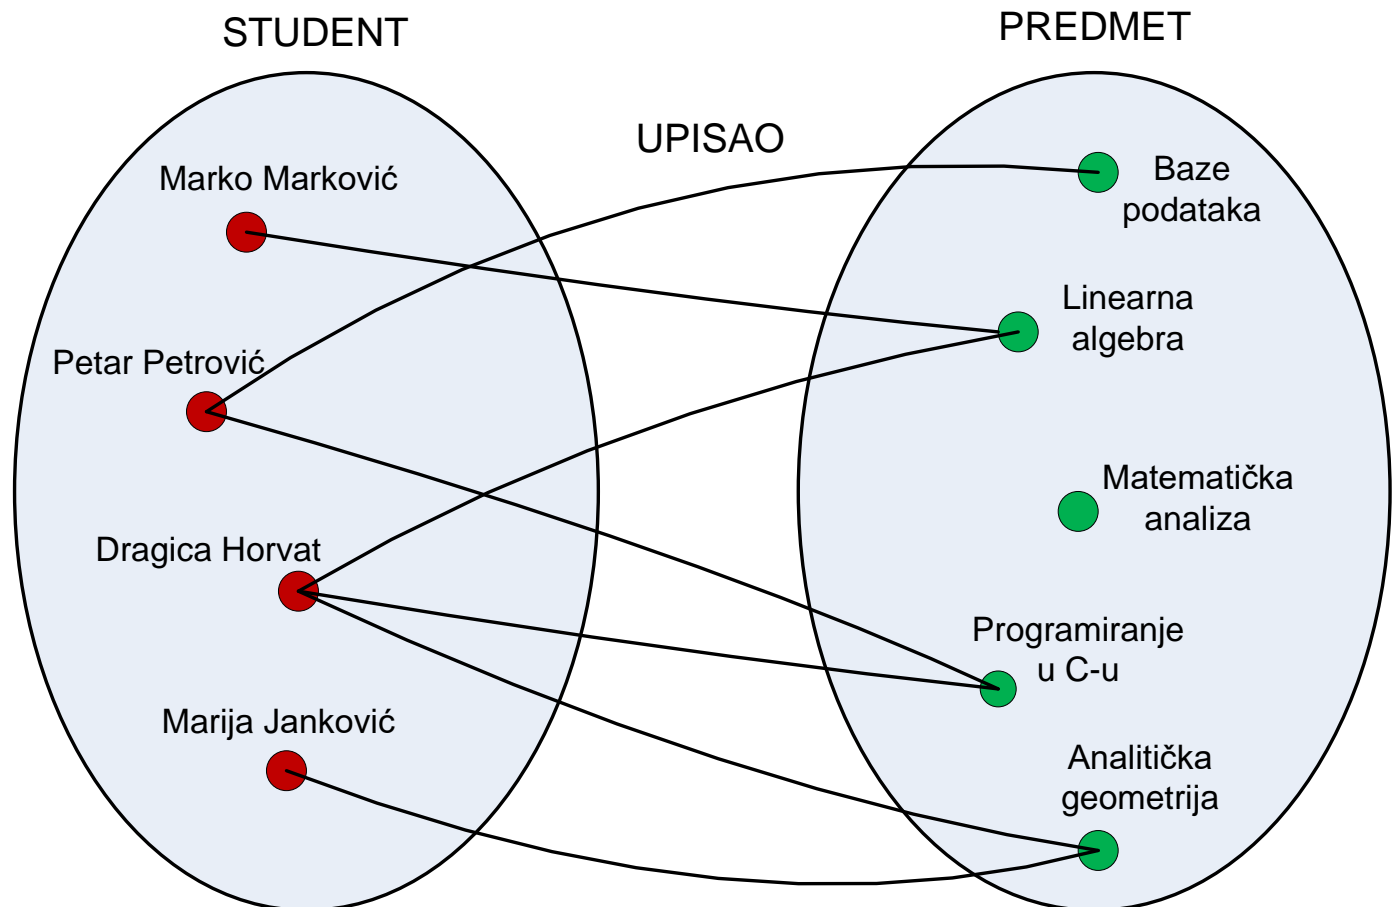 STUDENT
PREDMET
UPISAO
Marko Marković
Petar Petrović
Dragica Horvat
Marija Janković
Baze
podataka
Linearna
algebra
Matematička
analiza
Programiranje
u C-u
Analitička
geometrija